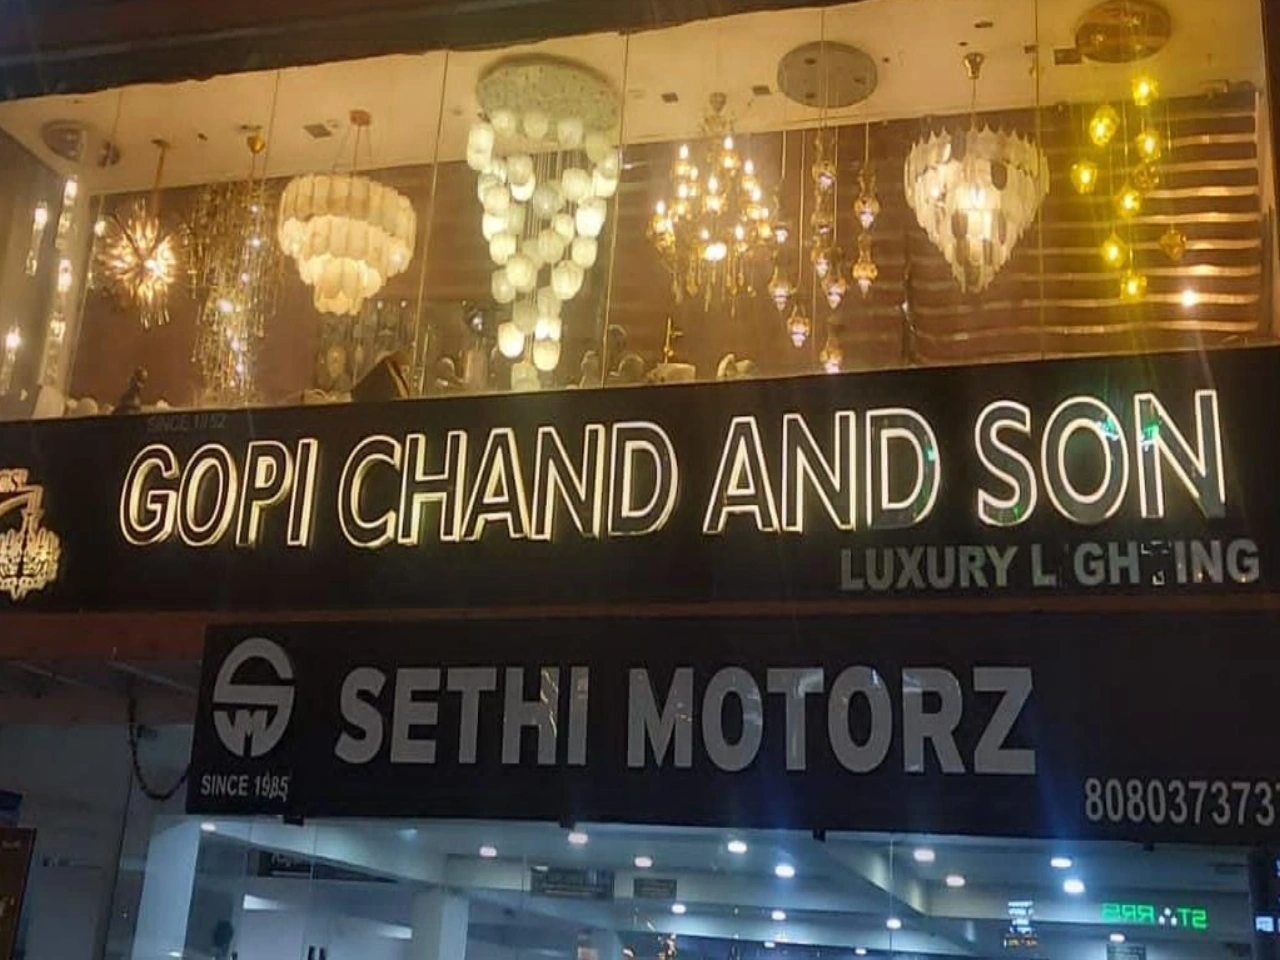 SINCE 1952
GOPI CHAND AND SON
LUXURY LIGHTING
SETHI MOTORZ
SINCE 1985
808037373